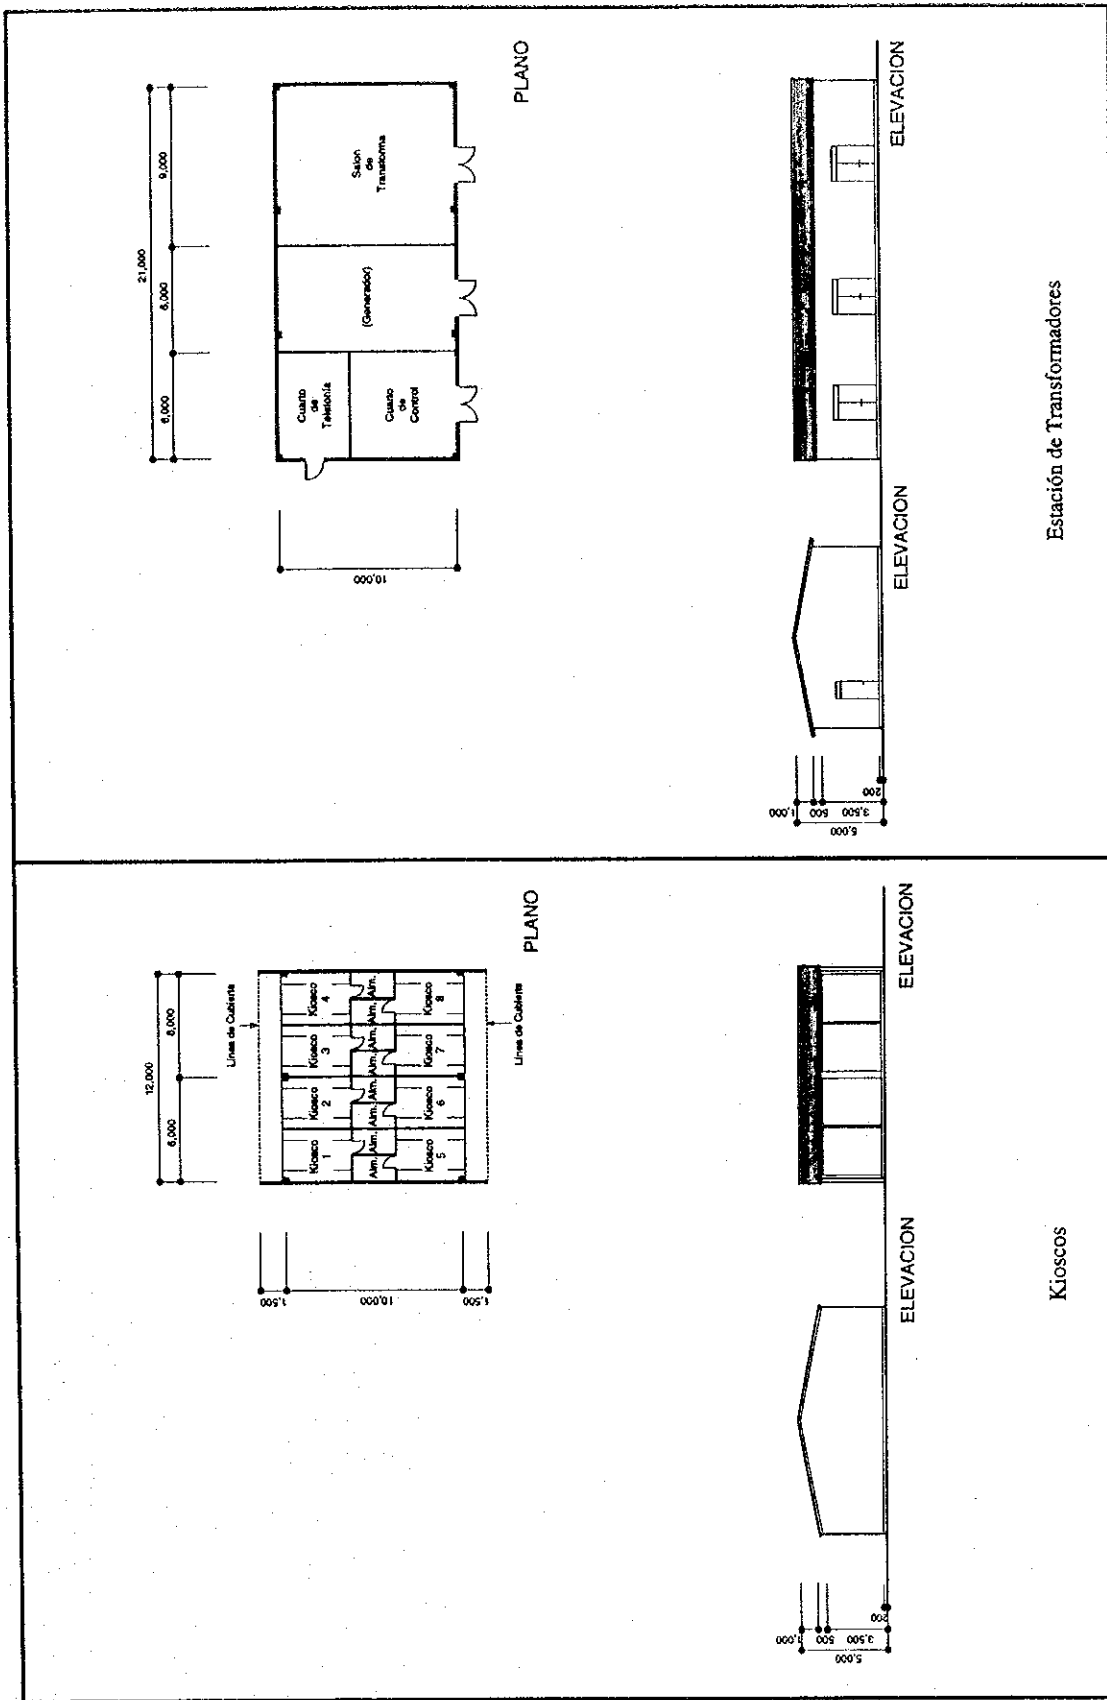 21,000
6,000
6,000
9,000
10,000
Cuarto
de
Telefonía
Cuarto
de
Control
(Generador)
Salon
de
Transforma
PLANO
1,000
500
3,500
200
5,000
ELEVACION
ELEVACION
Estación de Transformadores
12,000
6,000
6,000
1,500
10,000
1,500
Linea de Cubierta
Kiosco
1
Kiosco
2
Kiosco
3
Kiosco
4
Alm. Alm. Alm. Alm. Alm. Alm. Alm. Alm.
Kiosco
5
Kiosco
6
Kiosco
7
Kiosco
8
Linea de Cubierta
PLANO
1,000
500
3,500
200
5,000
ELEVACION
ELEVACION
Kioscos